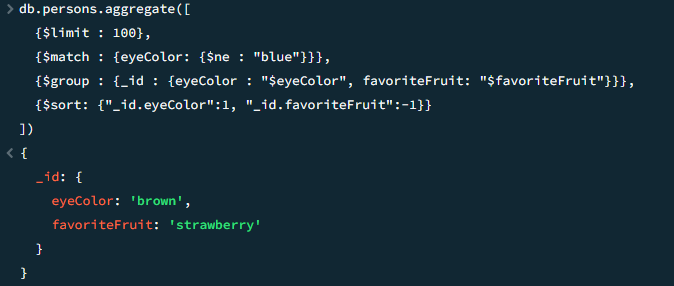 > db.persons.aggregate([
{$limit : 100},
{$match : {eyeColor: {$ne : "blue"}}},
{$group : {_id : {eyeColor : "$eyeColor", favoriteFruit: "$favoriteFruit"}}},
{$sort: {"_id.eyeColor":1, "_id.favoriteFruit":-1}}
])
< {
_id: {
eyeColor: 'brown',
favoriteFruit: 'strawberry'
}
}